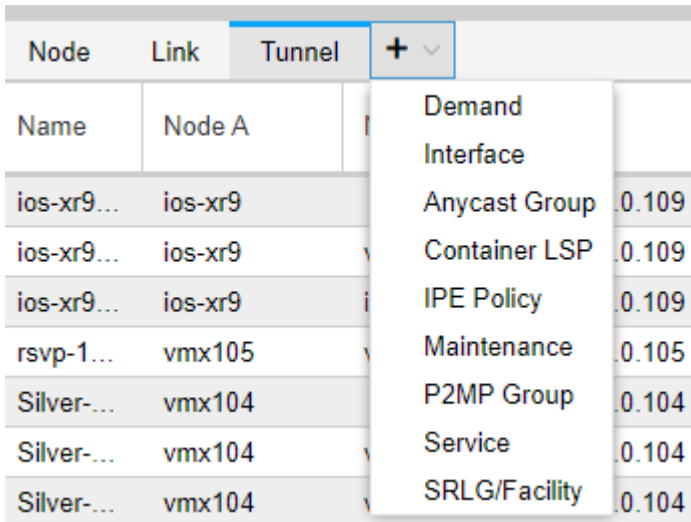 Node Link Tunnel +
Name Node A
Demand
Interface
ios-xr9... ios-xr9 Anycast Group .0.109
ios-xr9... ios-xr9 Container LSP .0.109
ios-xr9... ios-xr9 IPE Policy .0.109
rsvp-1... vmx105 Maintenance .0.105
Silver-... vmx104 P2MP Group .0.104
Silver-... vmx104 Service .0.104
Silver-... vmx104 SRLG/Facility .0.104